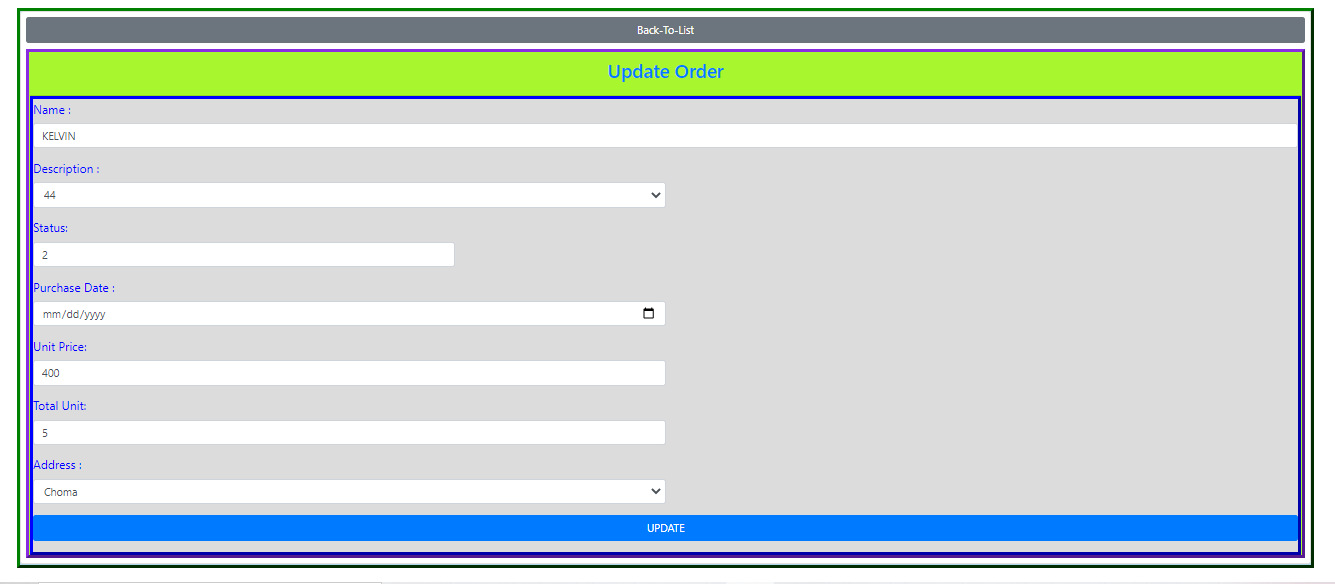 Back-To-List
Update Order
Name :
KELVIN
Description :
44
Status:
2
Purchase Date :
mm/dd/yyyy
Unit Price:
400
Total Unit:
5
Address :
Choma
UPDATE